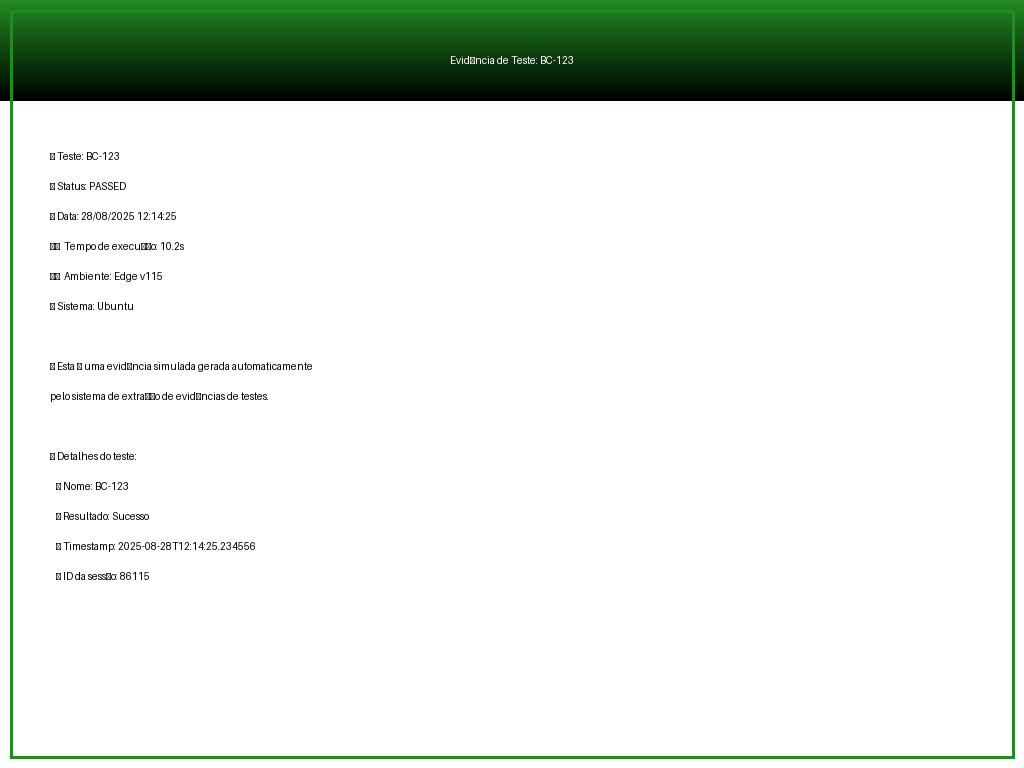 Evid▯ncia de Teste: BC-123
▯ Teste: BC-123
▯ Status: PASSED
▯ Data: 28/08/2025 12:14:25
▯▯ Tempo de execu▯▯o: 10.2s
▯▯ Ambiente: Edge v115
▯ Sistema: Ubuntu
▯ Esta ▯ uma evid▯ncia simulada gerada automaticamente
pelo sistema de extra▯▯o de evid▯ncias de testes.
▯ Detalhes do teste:
▯ Nome: BC-123
▯ Resultado: Sucesso
▯ Timestamp: 2025-08-28T12:14:25.234556
▯ ID da sess▯o: 86115